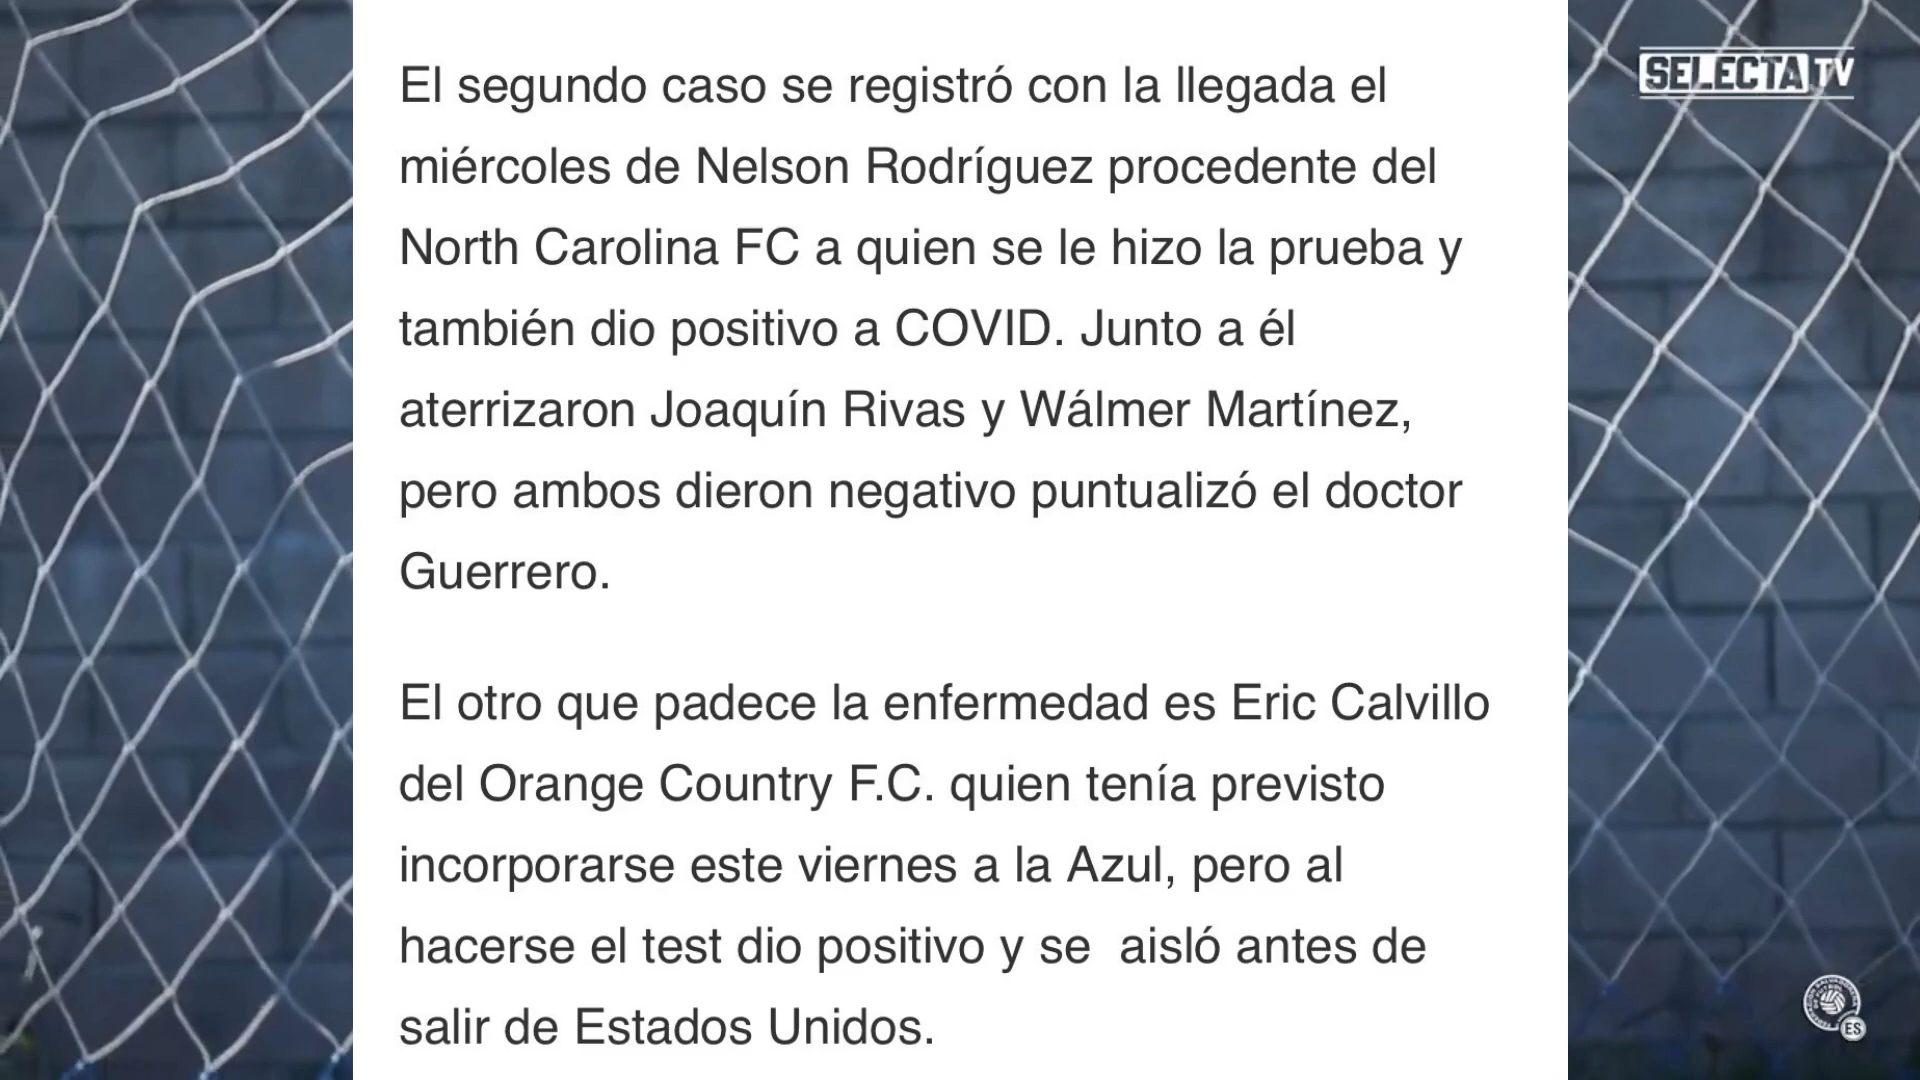 El segundo caso se registró con la llegada el
miércoles de Nelson Rodríguez procedente del
North Carolina FC a quien se le hizo la prueba y
también dio positivo a COVID. Junto a él
aterrizaron Joaquín Rivas y Wálmer Martínez,
pero ambos dieron negativo puntualizó el doctor
Guerrero.
El otro que padece la enfermedad es Eric Calvillo
del Orange Country F.C. quien tenía previsto
incorporarse este viernes a la Azul, pero al
hacerse el test dio positivo y se  aisló antes de
salir de Estados Unidos.
SELECTA TV
ES